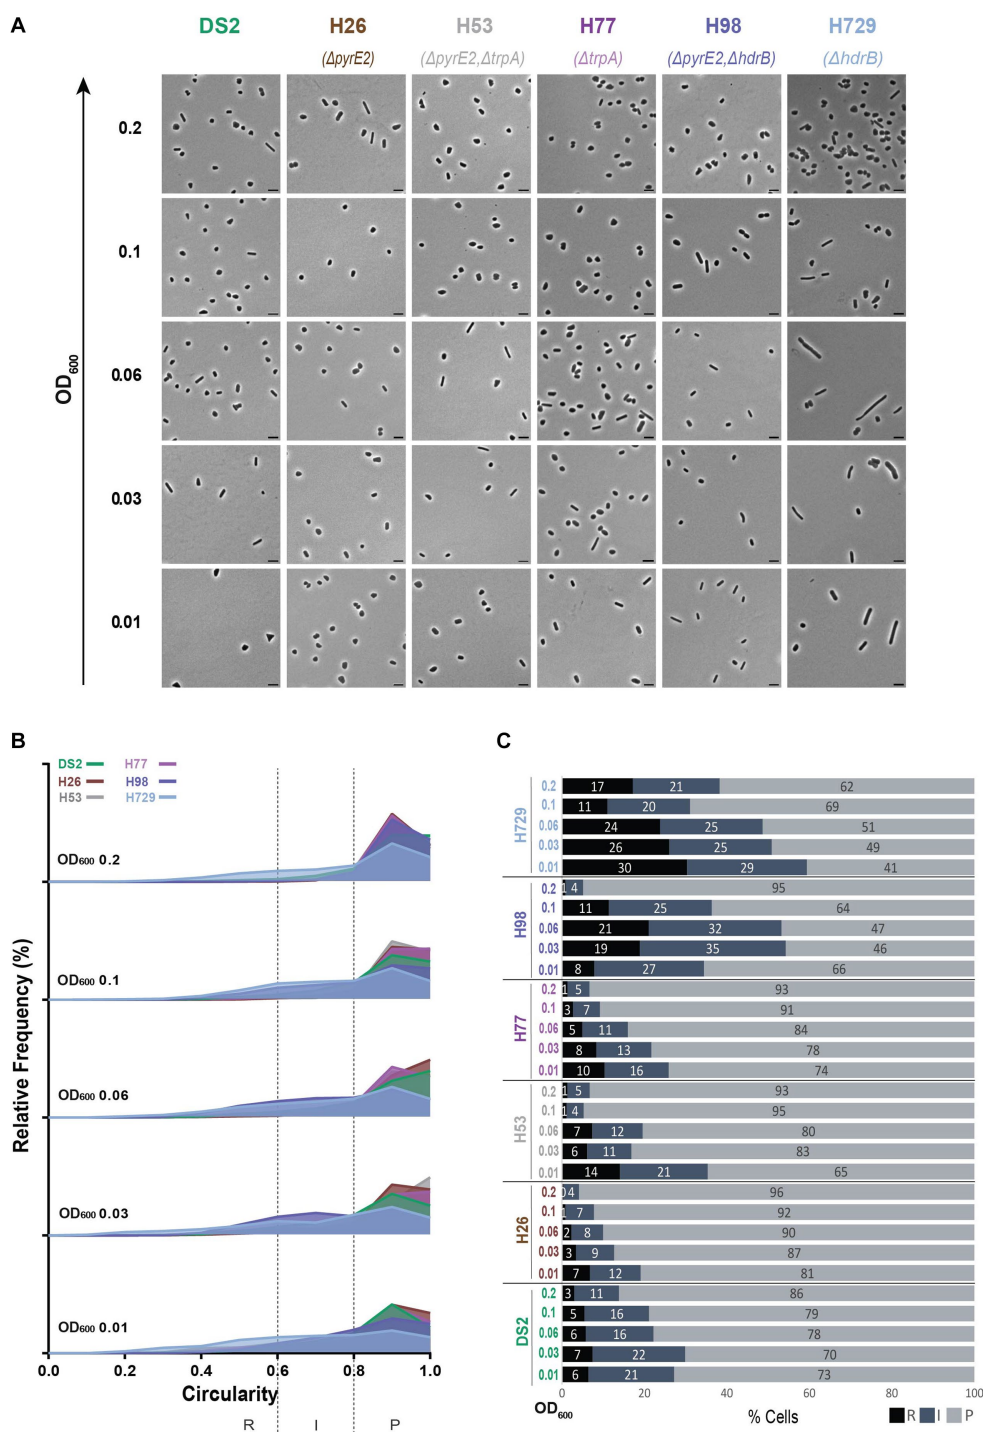 A
DS2 H26 H53 H77 H98 H729
(ΔpyrE2) (ΔpyrE2,ΔtrpA) (ΔtrpA) (ΔpyrE2,ΔhdrB) (ΔhdrB)
OD600
0.2
0.1
0.06
0.03
0.01
B
DS2 H77
H26 H98
H53 H729
OD600 0.2
OD600 0.1
OD600 0.06
OD600 0.03
OD600 0.01
Relative Frequency (%)
0.0 0.2 0.4 0.6 0.8 1.0
Circularity
R I P
C
H729
0.2 17 21 62
0.1 11 20 69
0.06 24 25 51
0.03 26 25 49
0.01 30 29 41
H98
0.2 1 4 95
0.1 11 25 64
0.06 21 32 47
0.03 19 35 46
0.01 8 27 66
H77
0.2 1 5 93
0.1 3 7 91
0.06 5 11 84
0.03 8 13 78
0.01 10 16 74
H53
0.2 1 5 93
0.1 1 4 95
0.06 7 12 80
0.03 6 11 83
0.01 14 21 65
H26
0.2 0 4 96
0.1 1 7 92
0.06 2 8 90
0.03 3 9 87
0.01 7 12 81
DS2
0.2 3 11 86
0.1 5 16 79
0.06 6 16 78
0.03 7 22 70
0.01 6 21 73
0 20 40 60 80 100
OD600
% Cells
R I P